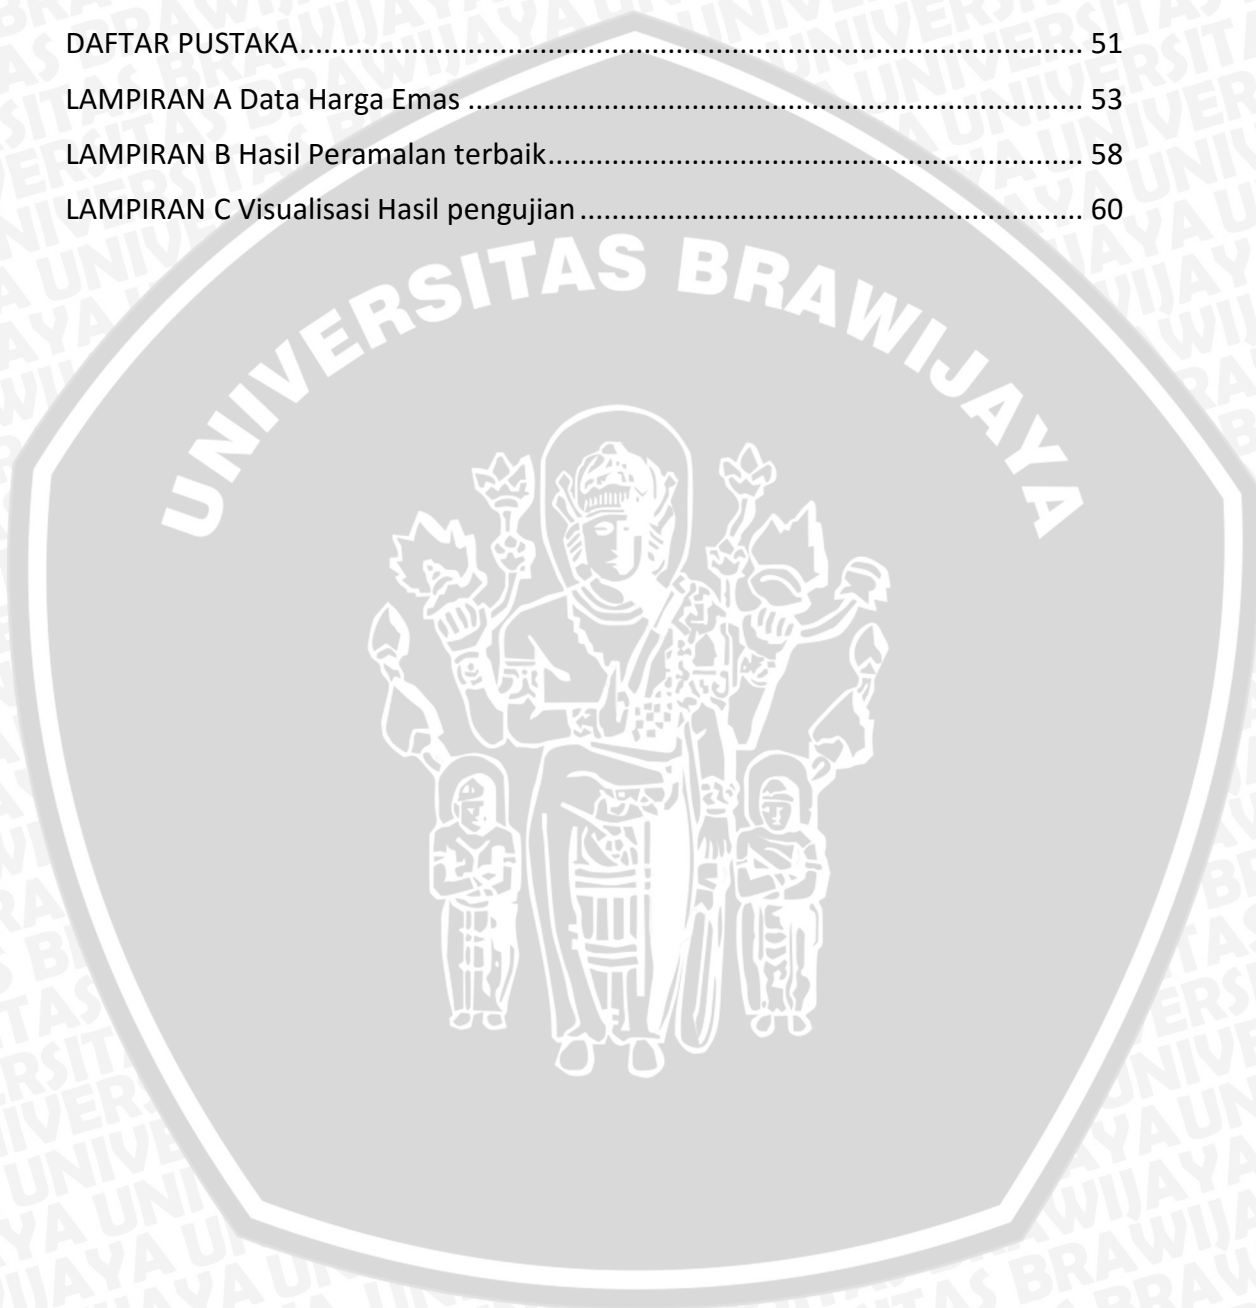 DAFTAR PUSTAKA.................................................................................................... 51
LAMPIRAN A Data Harga Emas .............................................................................. 53
LAMPIRAN B Hasil Peramalan terbaik.................................................................... 58
LAMPIRAN C Visualisasi Hasil pengujian ................................................................ 60
UNIVERSITAS BRAWIJAYA